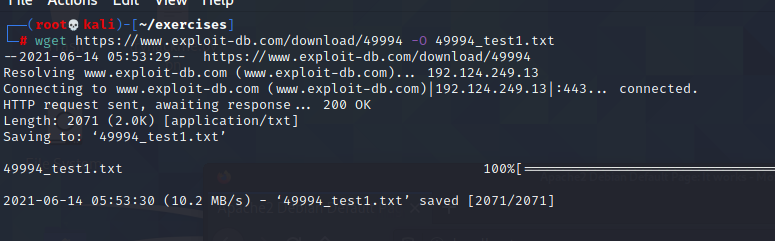 File Actions Edit View Help
┌──(root💀kali)-[~/exercises]
└─# wget https://www.exploit-db.com/download/49994 -O 49994_test1.txt
--2021-06-14 05:53:29-- https://www.exploit-db.com/download/49994
Resolving www.exploit-db.com (www.exploit-db.com)... 192.124.249.13
Connecting to www.exploit-db.com (www.exploit-db.com)|192.124.249.13|:443... connected.
HTTP request sent, awaiting response... 200 OK
Length: 2071 (2.0K) [application/txt]
Saving to: ‘49994_test1.txt’
49994_test1.txt 100%[==============================
2021-06-14 05:53:30 (10.2 MB/s) - ‘49994_test1.txt’ saved [2071/2071]